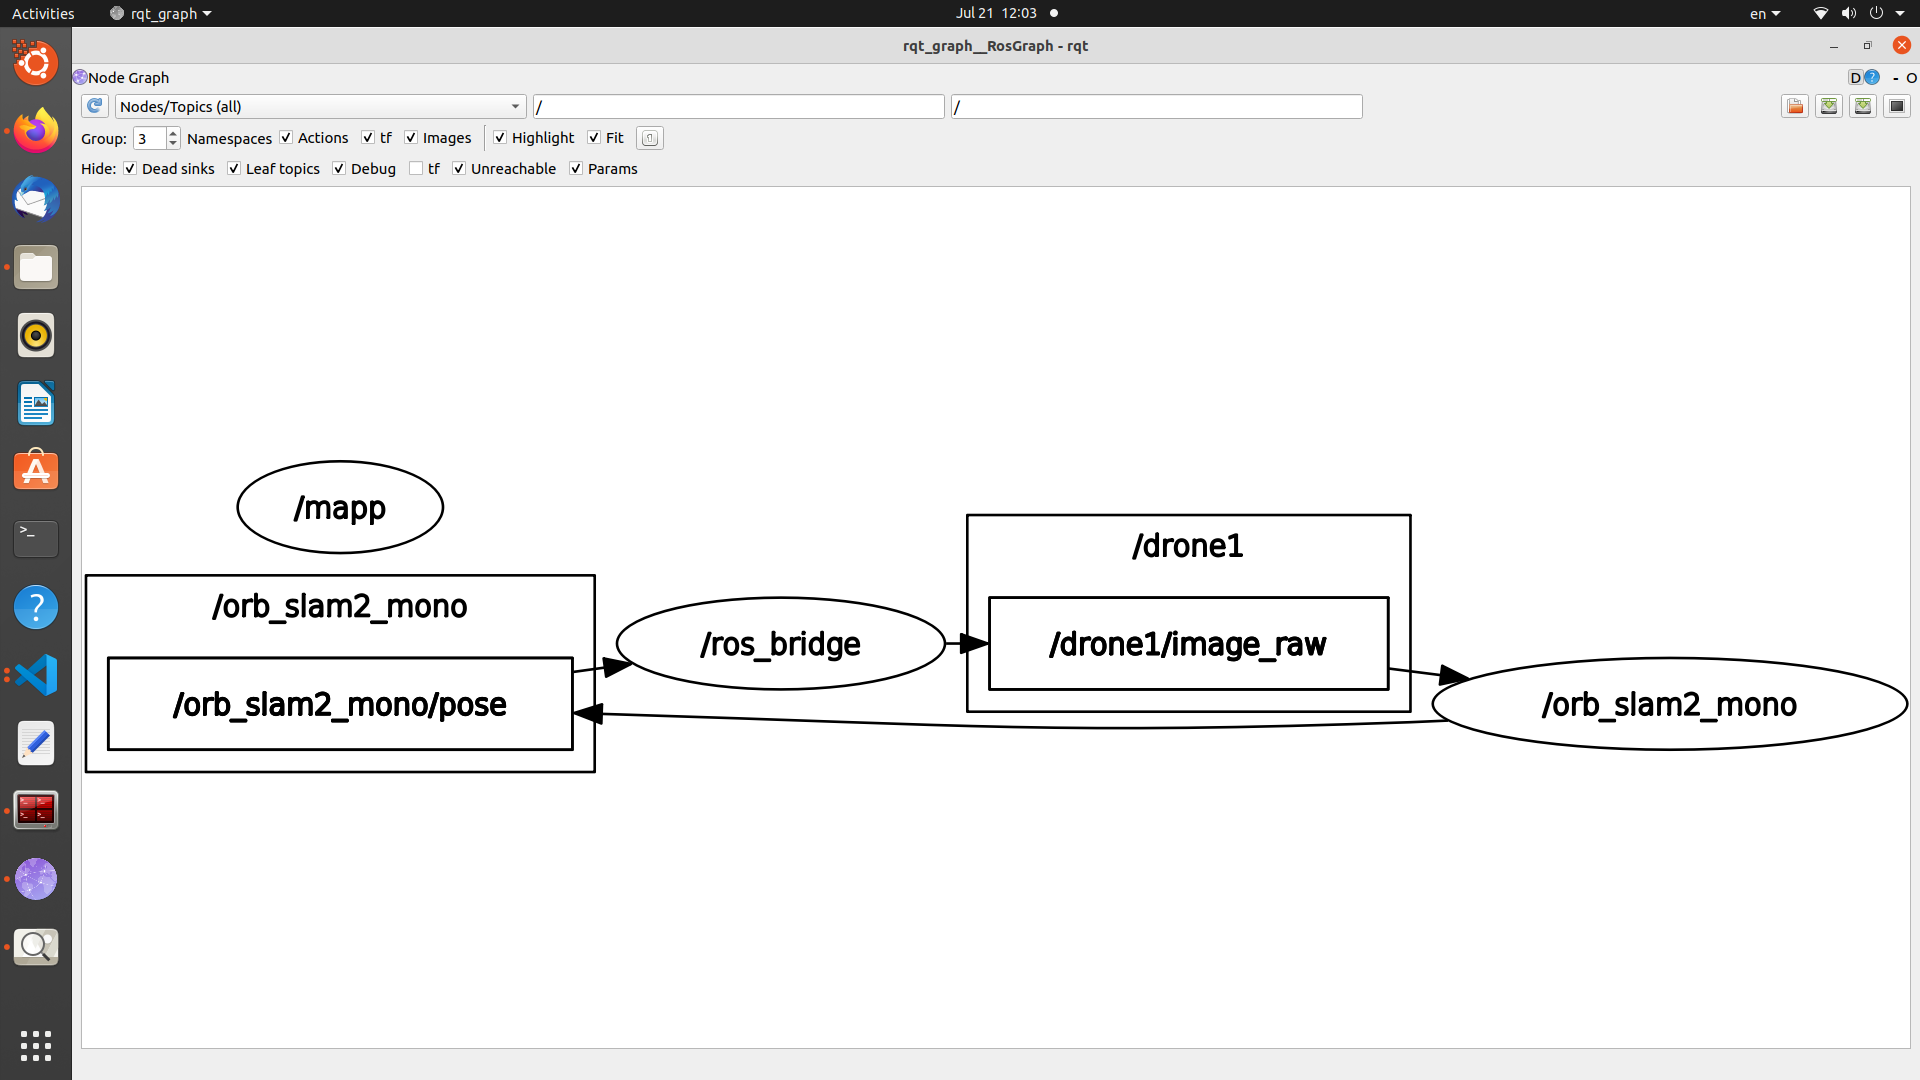 Activities rqt_graph Jul 21 12:03 en
rqt_graph__RosGraph - rqt
Node Graph D ? - O
Nodes/Topics (all) / /
Group: 3 Namespaces Actions tf Images Highlight Fit
Hide: Dead sinks Leaf topics Debug tf Unreachable Params
/mapp
/drone1
/orb_slam2_mono
/ros_bridge
/drone1/image_raw
/orb_slam2_mono/pose
/orb_slam2_mono